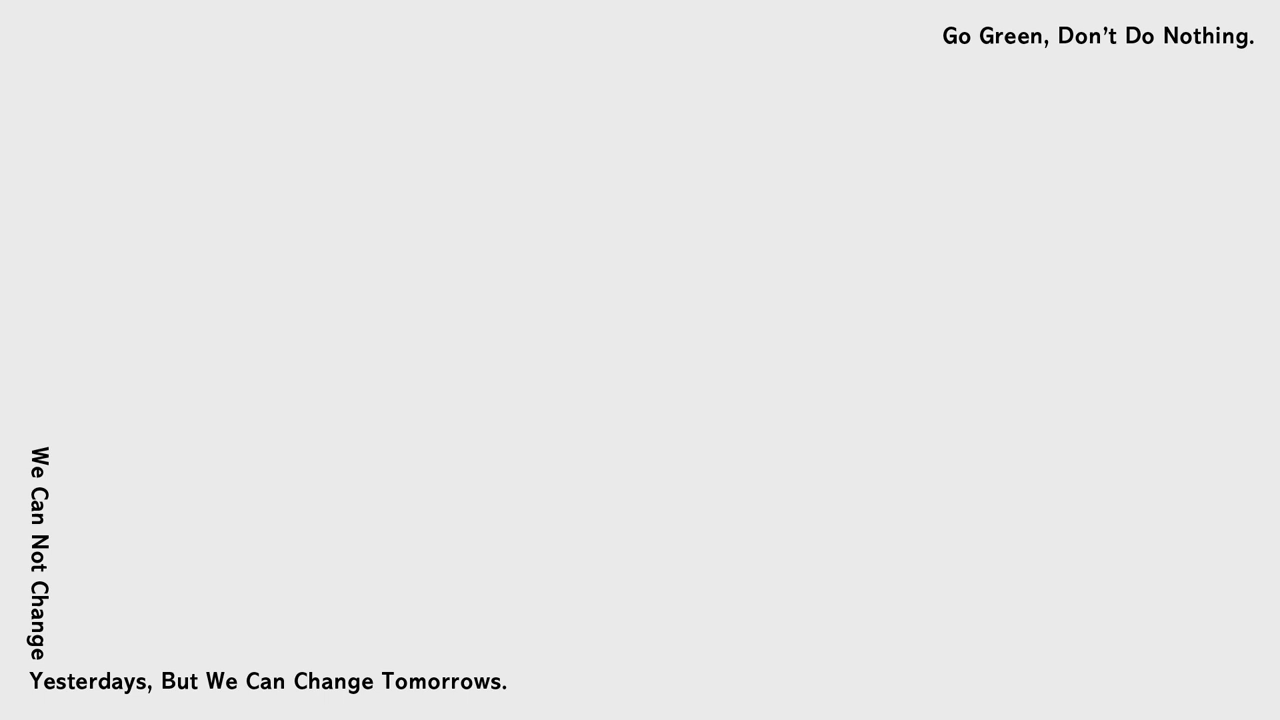 Go Green, Don’t Do Nothing.
We Can Not Change
Yesterdays, But We Can Change Tomorrows.